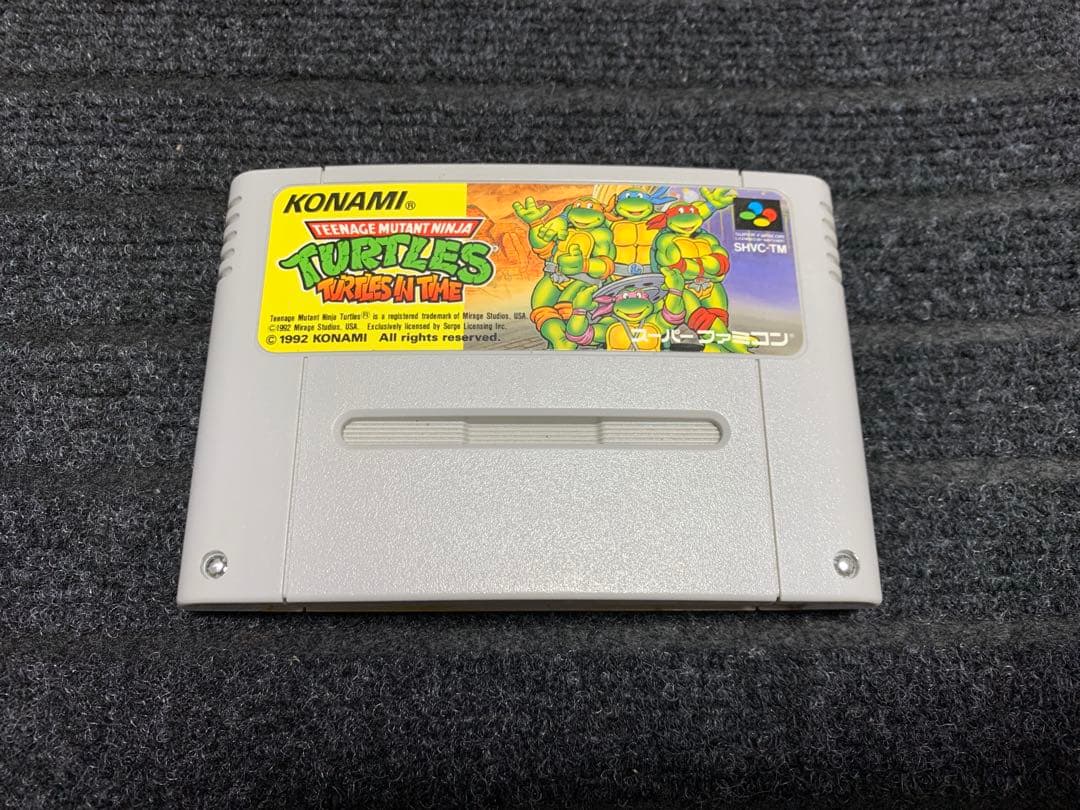 KONAMI®
TEENAGE MUTANT NINJA
TURTLES
TURTLES IN TIME
Teenage Mutant Ninja Turtles® is a registered trademark of Mirage Studios, USA
©1992 Mirage Studios, USA. Exclusively licensed by Surge Licensing Inc.
© 1992 KONAMI All rights reserved.
SHVC-TM
スーパーファミコン